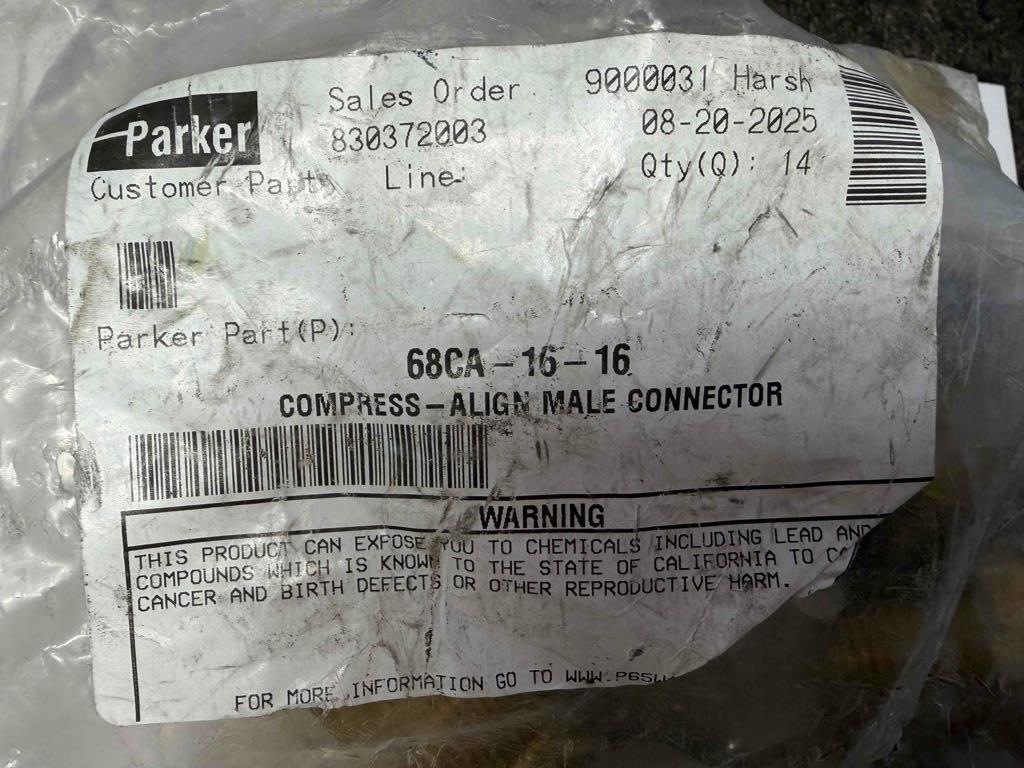 Parker
Sales Order
830372003
9000031 Harsh
08-20-2025
Customer Part
Line:
Qty(Q): 14
Parker Part(P):
68CA-16-16
COMPRESS-ALIGN MALE CONNECTOR
WARNING
THIS PRODUCT CAN EXPOSE YOU TO CHEMICALS INCLUDING LEAD AND
COMPOUNDS WHICH IS KNOWN TO THE STATE OF CALIFORNIA TO
CANCER AND BIRTH DEFECTS OR OTHER REPRODUCTIVE HARM.
FOR MORE INFORMATION GO TO WWW.P65W